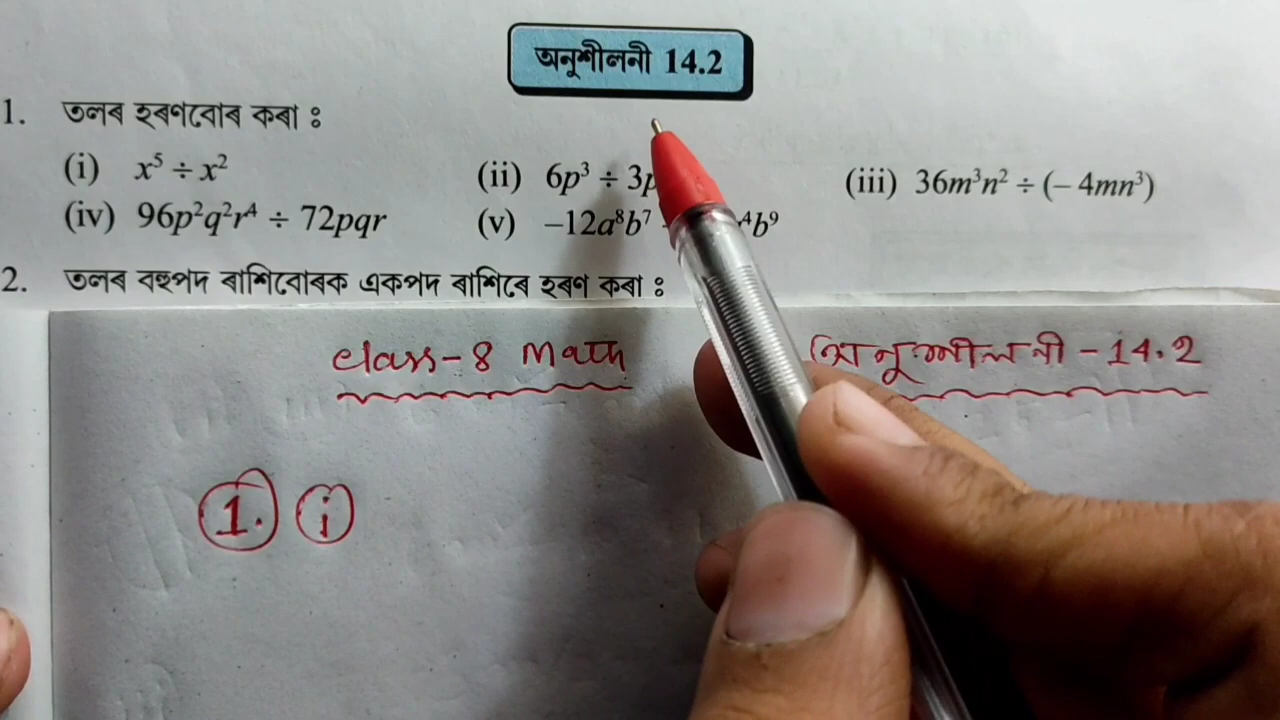 অনুশীলনী 14.2
1. তলৰ হৰণবোৰ কৰা ঃ
(i) x⁵ ÷ x² (ii) 6p³ ÷ 3p (iii) 36m³n² ÷ (– 4mn³)
(iv) 96p²q²r⁴ ÷ 72pqr (v) –12a⁸b⁷ ⁴b⁹
2. তলৰ বহুপদ ৰাশিবোৰক একপদ ৰাশিৰে হৰণ কৰা ঃ
Class-8 Math অনুশীলনী -14.2
1. i